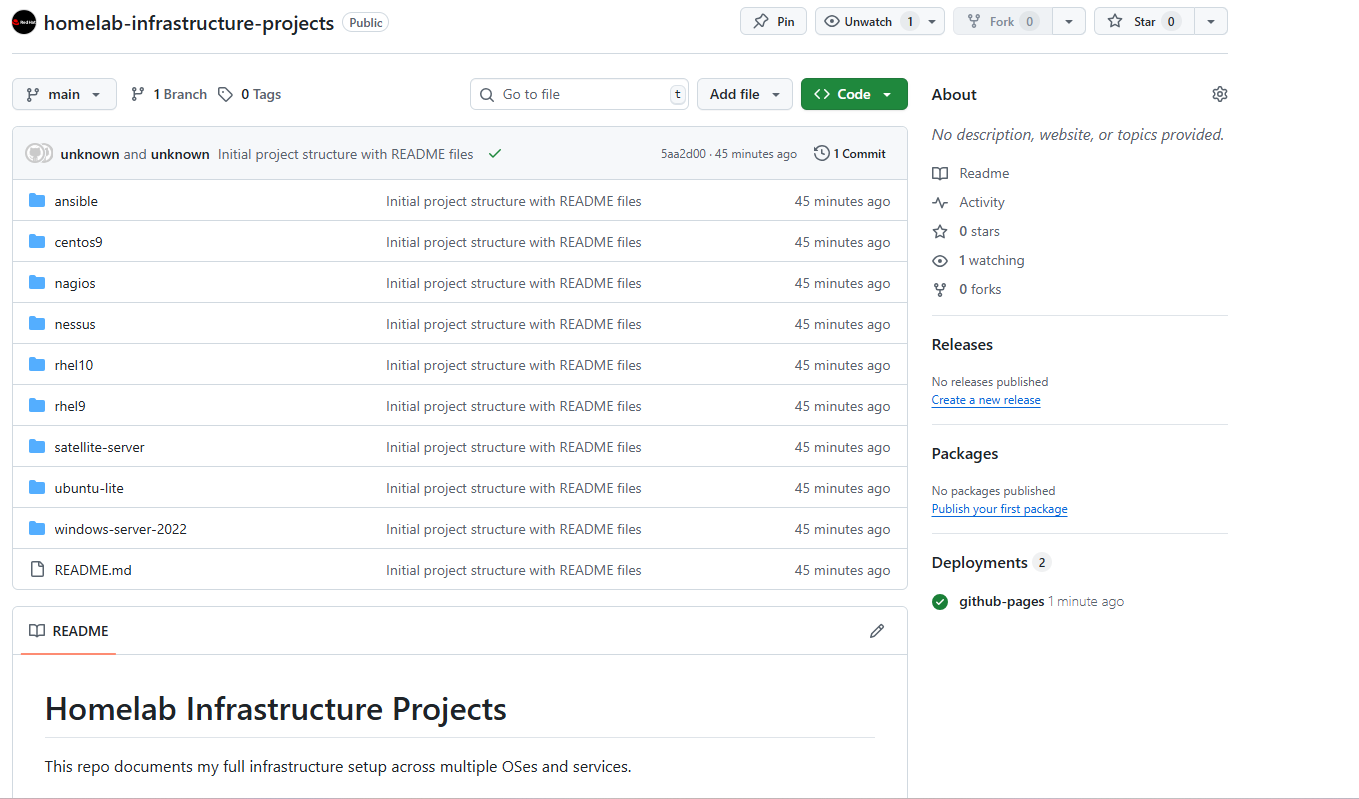 Red Hat homelab-infrastructure-projects Public Pin Unwatch 1 Fork 0 Star 0
main 1 Branch 0 Tags Go to file t Add file Code
unknown and unknown Initial project structure with README files 5aa2d00 · 45 minutes ago 1 Commit
ansible Initial project structure with README files 45 minutes ago
centos9 Initial project structure with README files 45 minutes ago
nagios Initial project structure with README files 45 minutes ago
nessus Initial project structure with README files 45 minutes ago
rhel10 Initial project structure with README files 45 minutes ago
rhel9 Initial project structure with README files 45 minutes ago
satellite-server Initial project structure with README files 45 minutes ago
ubuntu-lite Initial project structure with README files 45 minutes ago
windows-server-2022 Initial project structure with README files 45 minutes ago
README.md Initial project structure with README files 45 minutes ago
README
Homelab Infrastructure Projects
This repo documents my full infrastructure setup across multiple OSes and services.
About
No description, website, or topics provided.
Readme
Activity
0 stars
1 watching
0 forks
Releases
No releases published
Create a new release
Packages
No packages published
Publish your first package
Deployments 2
github-pages 1 minute ago